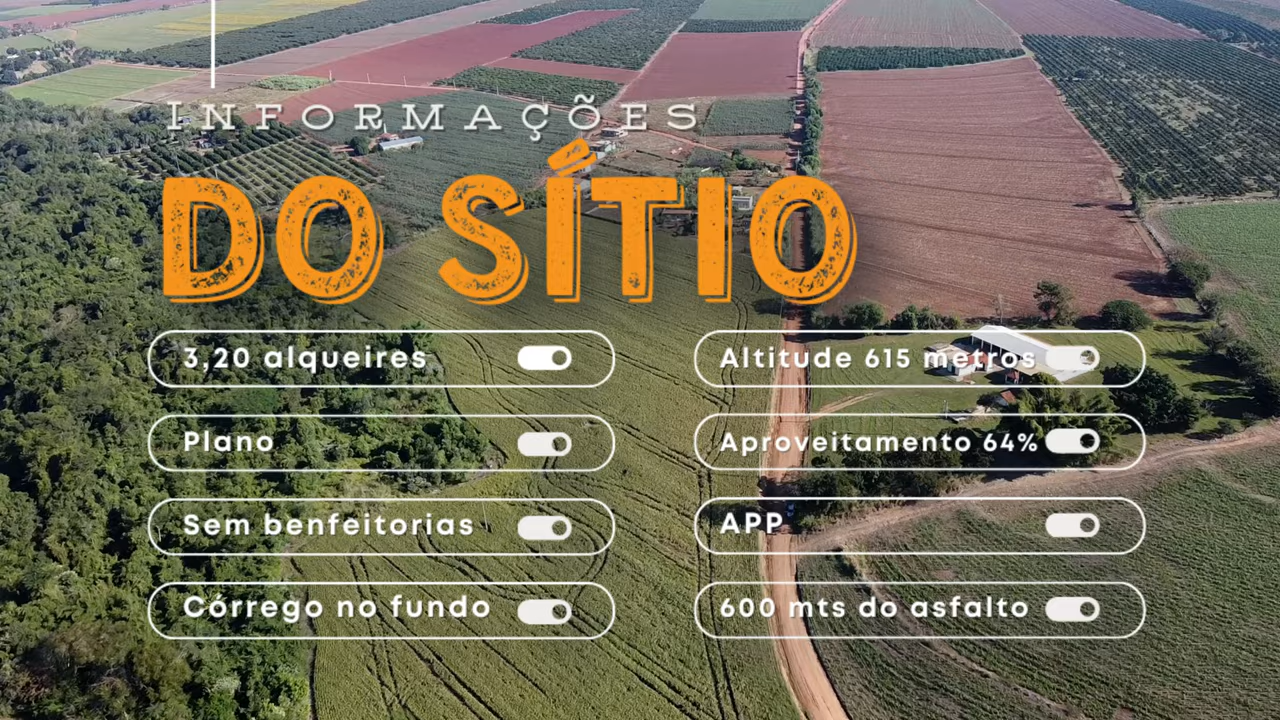 INFORMAÇÕES
DO SÍTIO
3,20 alqueires
Altitude 615 metros
Plano
Aproveitamento 64%
Sem benfeitorias
APP
Córrego no fundo
600 mts do asfalto